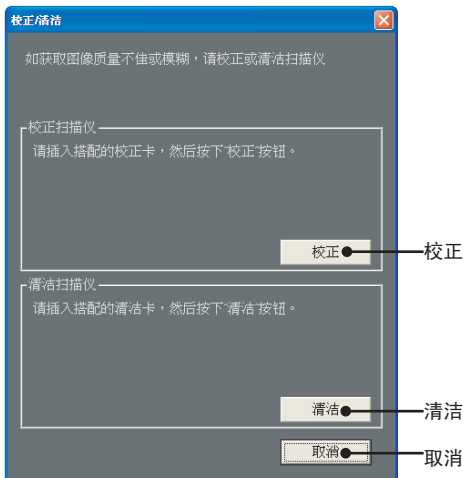 校正/清洁
如获取图像质量不佳或模糊，请校正或清洁扫描仪
校正扫描仪
请插入搭配的校正卡，然后按下"校正"按钮。
校正
校正
清洁扫描仪
请插入搭配的清洁卡，然后按下"清洁"按钮。
清洁
清洁
取消
取消